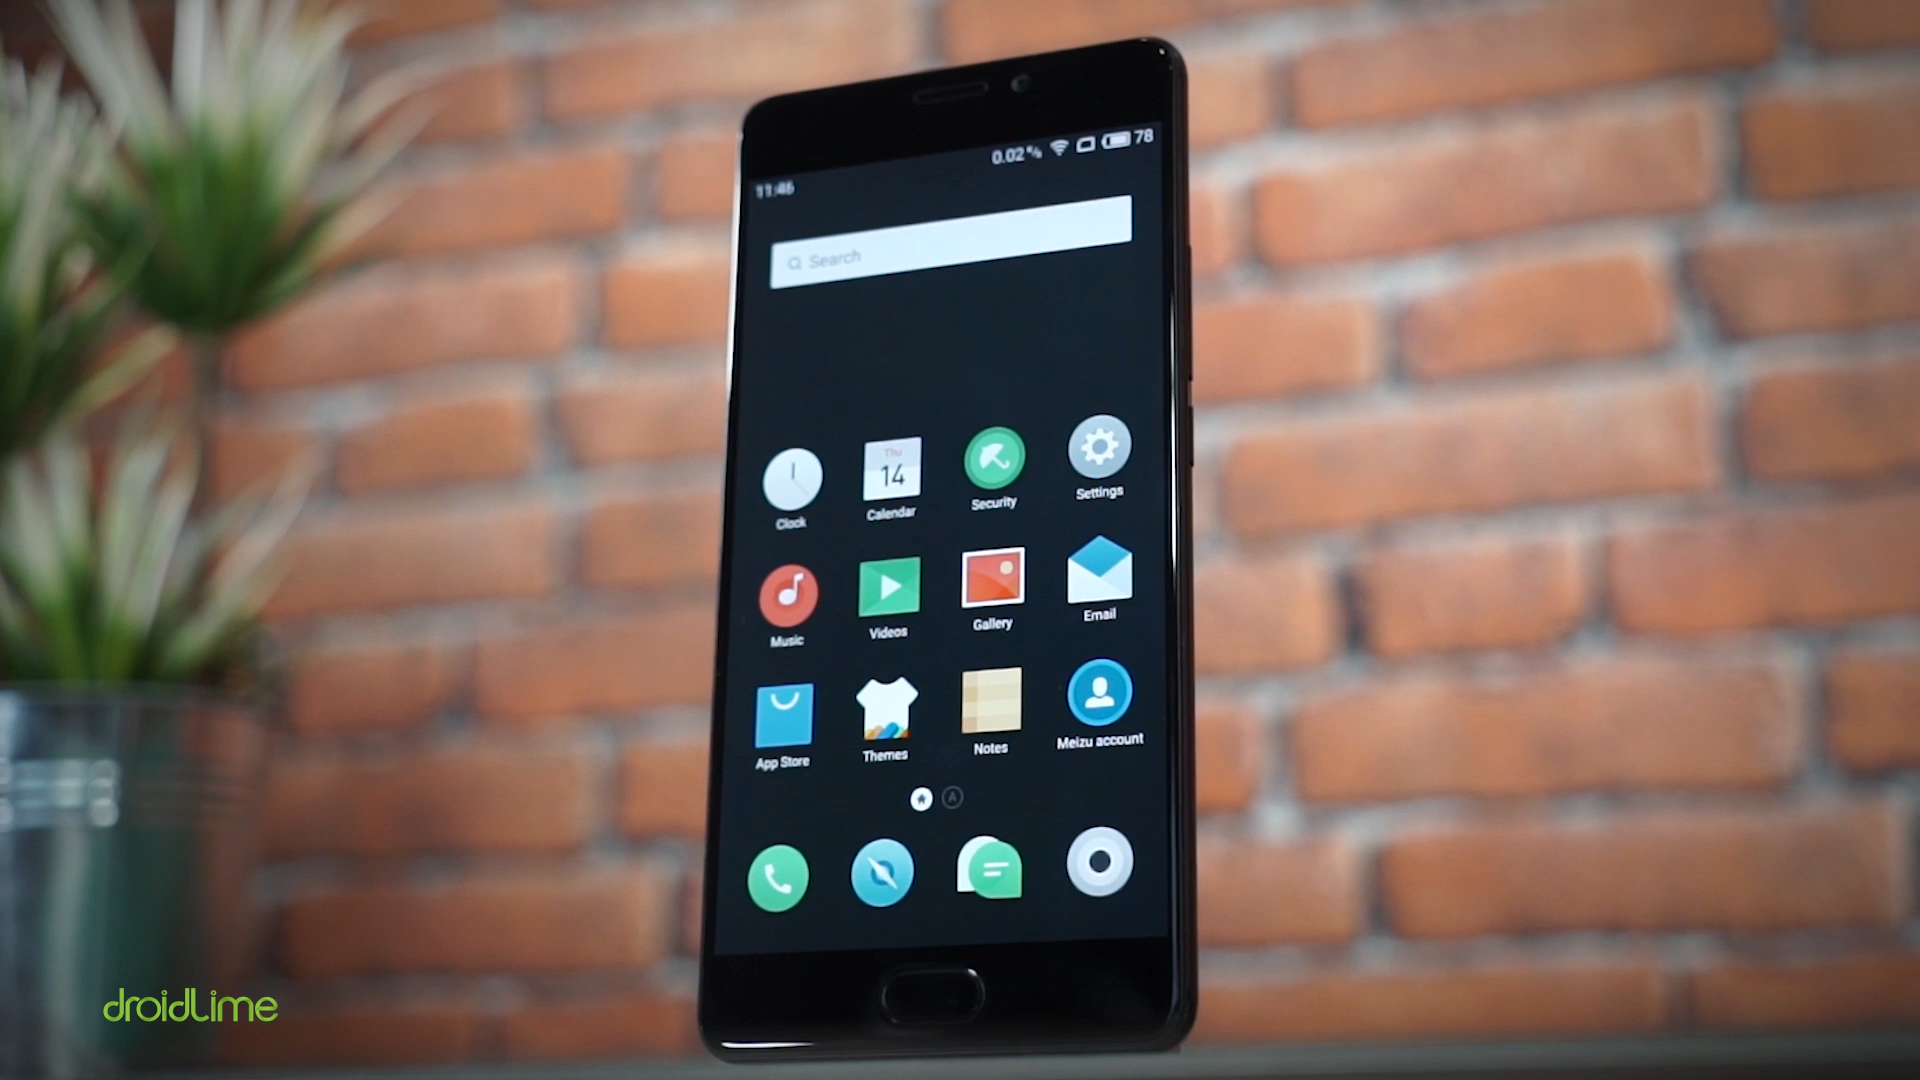 0.02 K/s 78
11:46
Search
Thu
14
Clock Calendar Security Settings
Music Videos Gallery Email
App Store Themes Notes Meizu account
A
droidlime